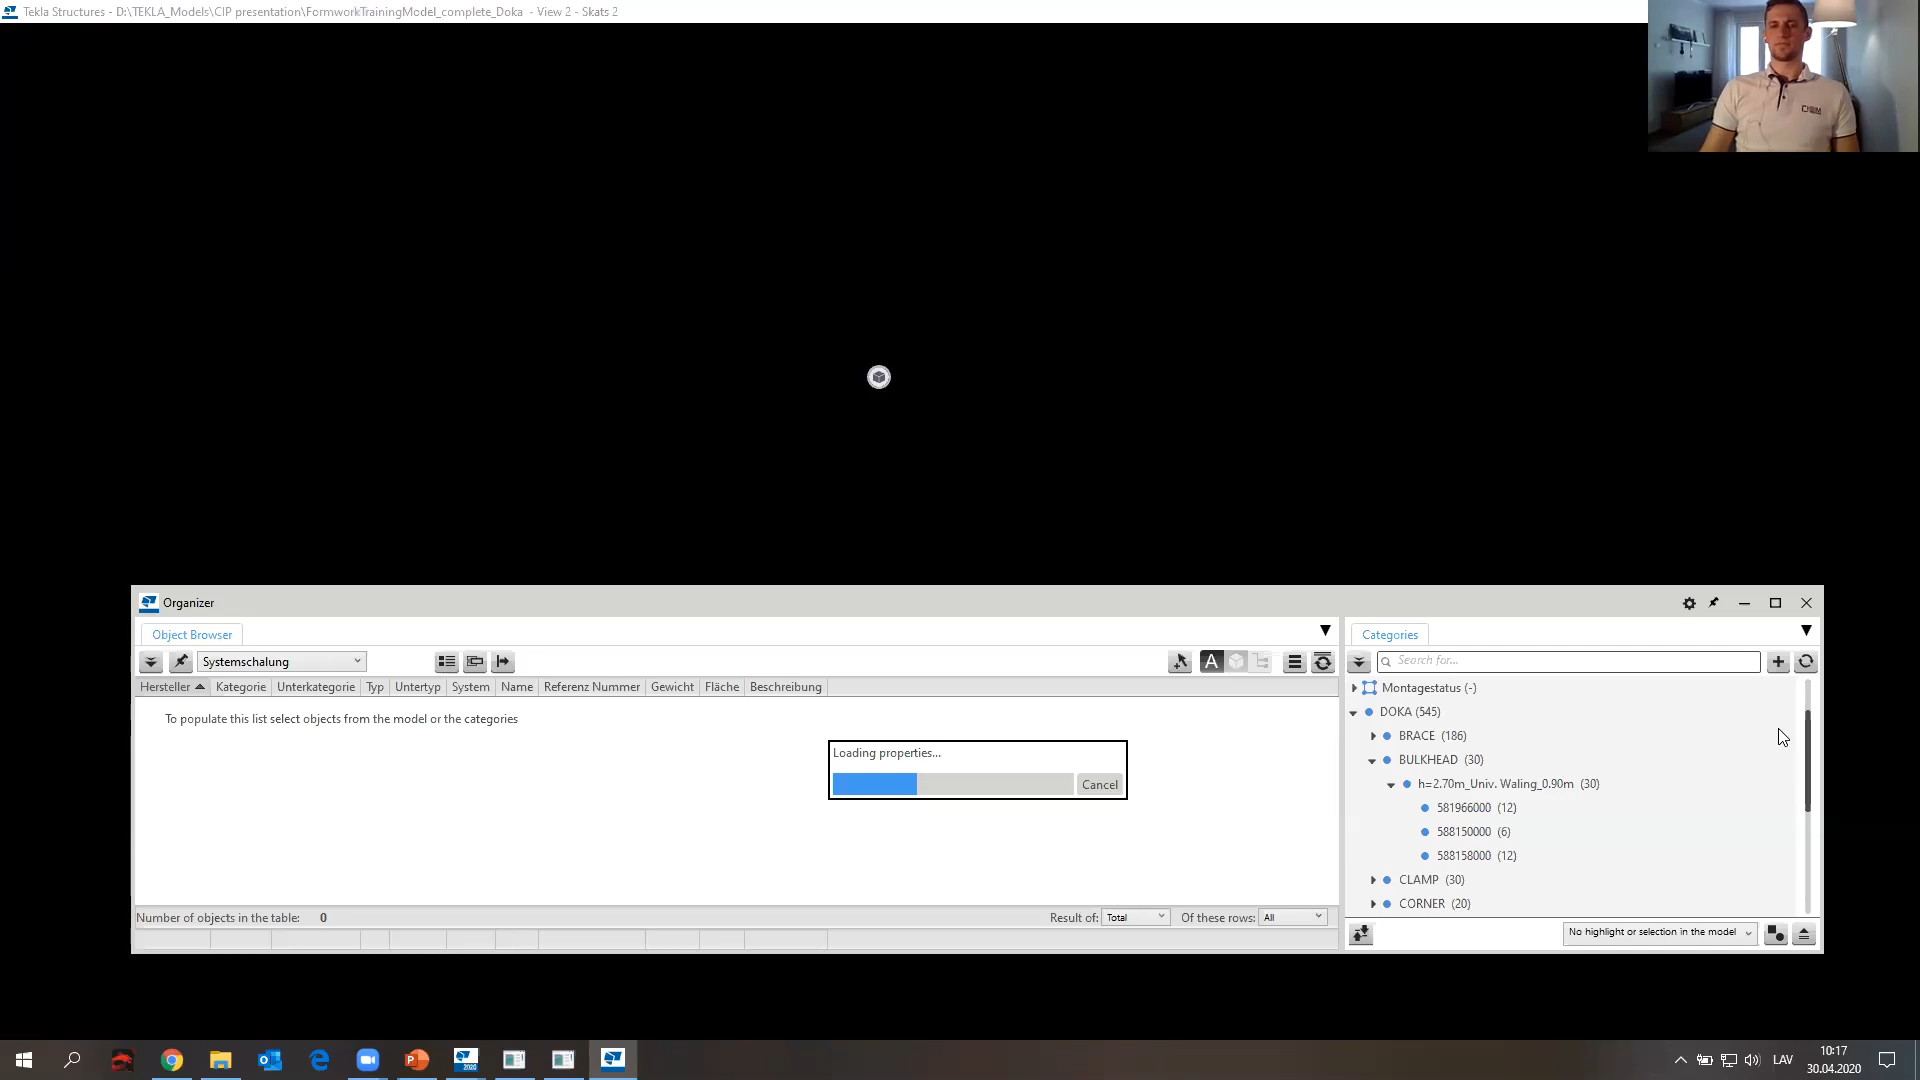 Tekla Structures - D:\TEKLA_Models\CIP presentation\FormworkTrainingModel_complete_Doka - View 2 - Skats 2
Organizer
Object Browser
Systemschalung
A
Hersteller Kategorie Unterkategorie Typ Untertyp System Name Referenz Nummer Gewicht Fläche Beschreibung
To populate this list select objects from the model or the categories
Loading properties...
Cancel
Number of objects in the table: 0
Result of: Total Of these rows: All
Categories
Search for...
Montagestatus (-)
DOKA (545)
BRACE (186)
BULKHEAD (30)
h=2.70m_Univ. Waling_0.90m (30)
581966000 (12)
588150000 (6)
588158000 (12)
CLAMP (30)
CORNER (20)
No highlight or selection in the model
2020
LAV
10:17
30.04.2020